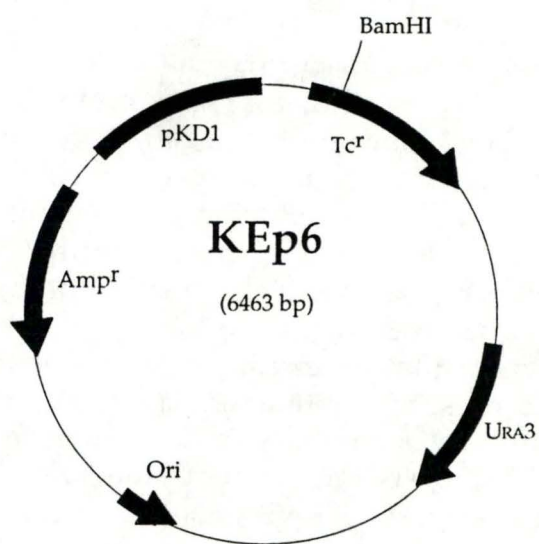 BamHI
pKD1
Tcr
KEp6
Ampr
(6463 bp)
URA3
Ori